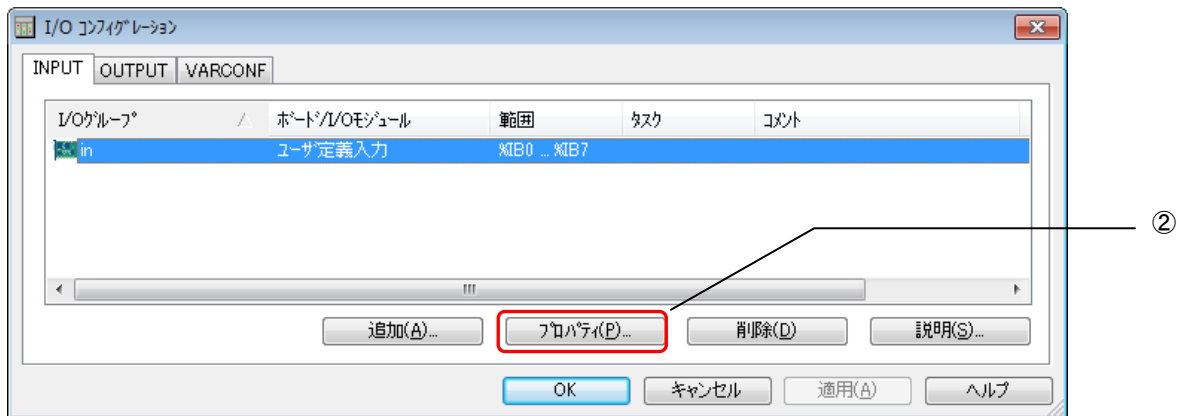 I/O ｺﾝﾌｨｸﾞﾚｰｼｮﾝ
INPUT OUTPUT VARCONF
I/Oｸﾞﾙｰﾌﾟ ﾎﾞｰﾄﾞ/I/Oﾓｼﾞｭｰﾙ 範囲 ﾀｽｸ ｺﾒﾝﾄ
in ﾕｰｻﾞ定義入力 %IB0 ... %IB7
②
追加(A)... ﾌﾟﾛﾊﾟﾃｨ(P)... 削除(D) 説明(S)...
OK キャンセル 適用(A) ヘルプ